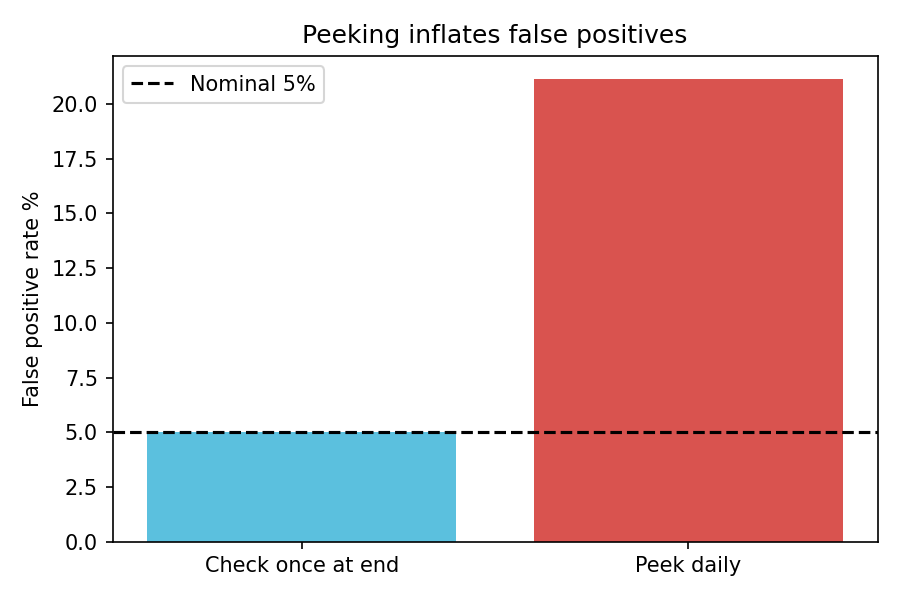 Peeking inflates false positives
Nominal 5%
False positive rate %
20.0
17.5
15.0
12.5
10.0
7.5
5.0
2.5
0.0
Check once at end
Peek daily